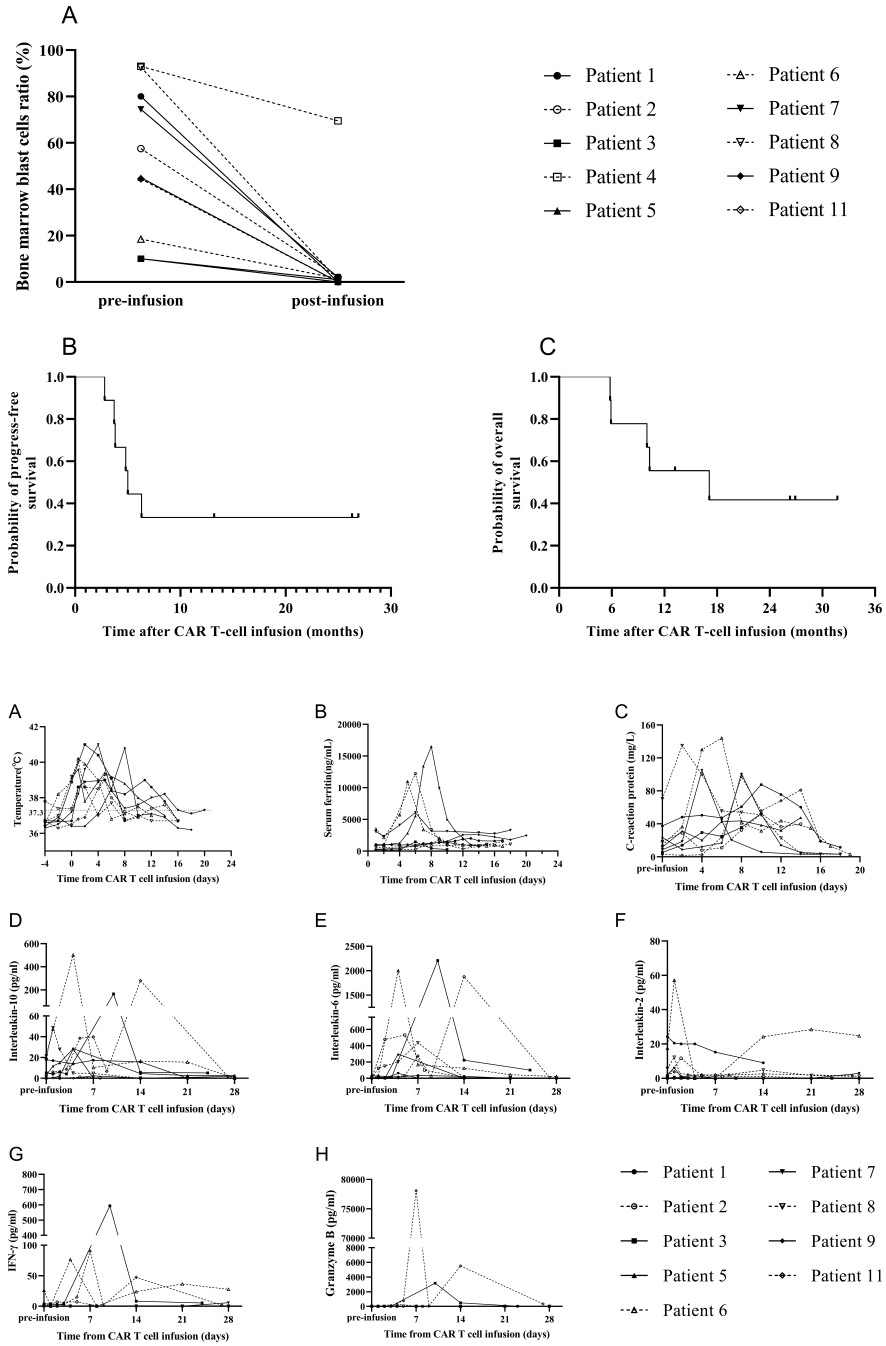 A
Bone marrow blast cells ratio (%)
100
80
60
40
20
0
pre-infusion post-infusion
Patient 1 Patient 6
Patient 2 Patient 7
Patient 3 Patient 8
Patient 4 Patient 9
Patient 5 Patient 11
B
Probability of progress-free
survival
1.0
0.8
0.6
0.4
0.2
0.0
0 10 20 30
Time after CAR T-cell infusion (months)
C
Probability of overall
survival
1.0
0.8
0.6
0.4
0.2
0.0
0 6 12 18 24 30 36
Time after CAR T-cell infusion (months)
A
Temperature(℃)
42
40
38
37.3
36
-4 0 4 8 12 16 20 24
Time from CAR T cell infusion (days)
B
Serum ferritin(ng/mL)
20000
15000
10000
5000
0
0 4 8 12 16 20 24
Time from CAR T cell infusion (days)
C
C-reaction protein (mg/L)
160
120
80
40
0
pre-infusion 4 8 12 16 20
Time from CAR T cell infusion (days)
D
Interleukin-10 (pg/ml)
600
400
200
60
40
20
0
pre-infusion 7 14 21 28
Time from CAR T cell infusion (days)
E
Interleukin-6 (pg/ml)
2500
2000
1500
1000
600
400
200
0
pre-infusion 7 14 21 28
Time from CAR T cell infusion (days)
F
Interleukin-2 (pg/ml)
80
60
40
20
0
pre-infusion 7 14 21 28
Time from CAR T cell infusion (days)
G
IFN-γ (pg/ml)
800
700
600
500
400
100
50
0
pre-infusion 7 14 21 28
Time from CAR T cell infusion (days)
H
Granzyme B (pg/ml)
80000
75000
70000
8000
6000
4000
2000
0
pre-infusion 7 14 21 28
Time from CAR T cell infusion (days)
Patient 1 Patient 7
Patient 2 Patient 8
Patient 3 Patient 9
Patient 5 Patient 11
Patient 6